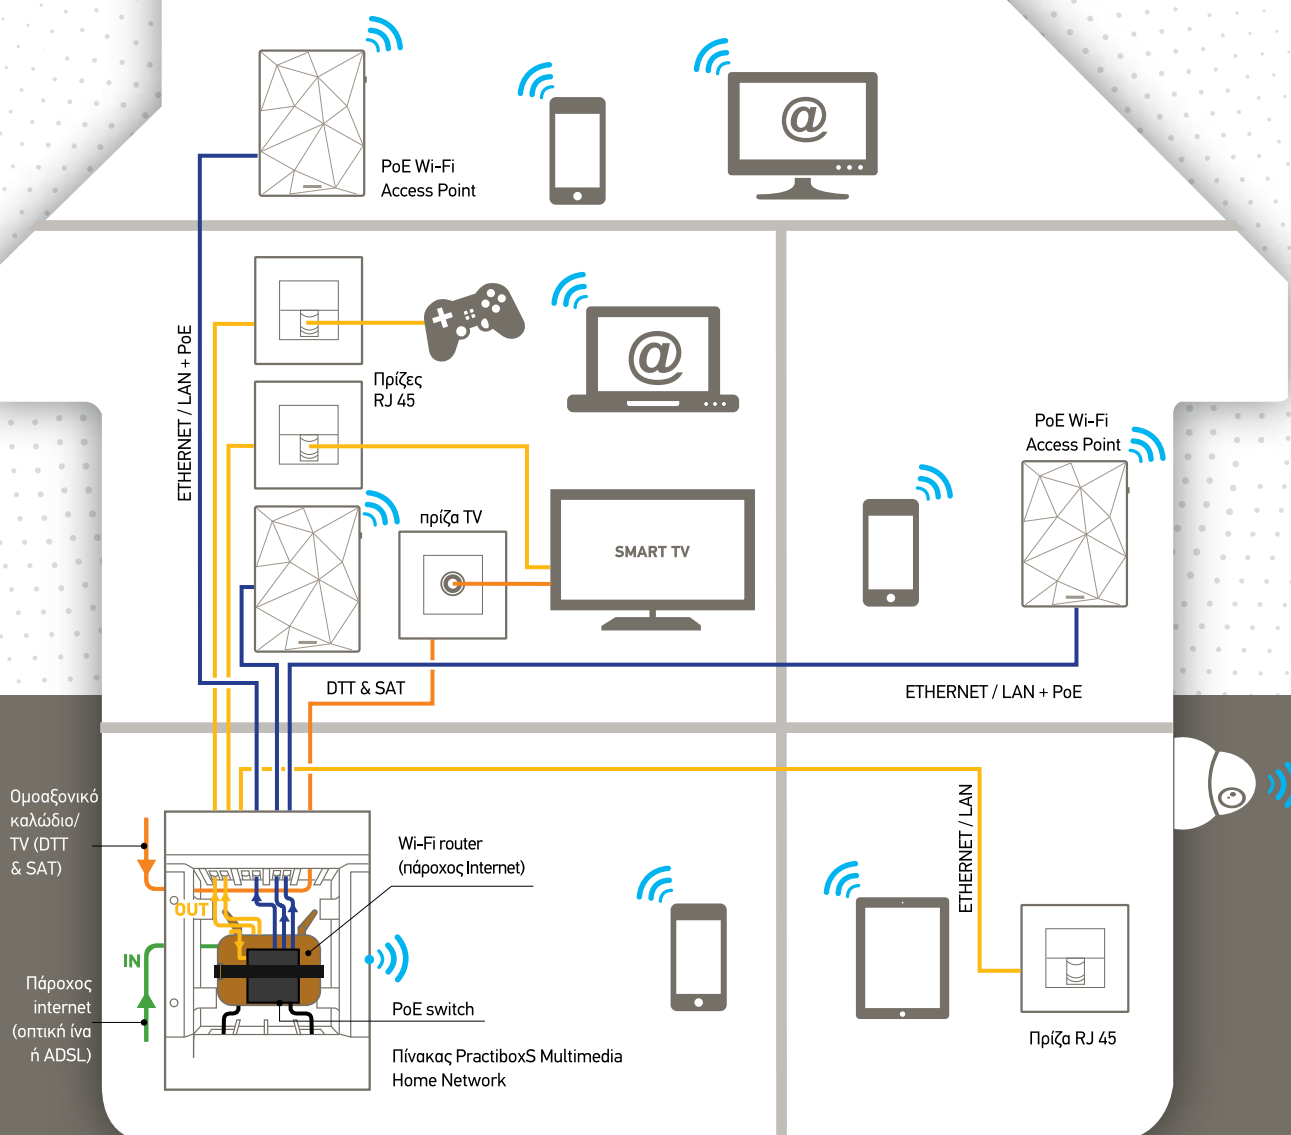 PoE Wi-Fi
Access Point
@
ETHERNET / LAN + PoE
Πρίζες
RJ 45
@
PoE Wi-Fi
Access Point
πρίζα TV
SMART TV
DTT & SAT
ETHERNET / LAN + PoE
Ομοαξονικό
καλώδιο/
TV (DTT
& SAT)
Wi-Fi router
(πάροχος Internet)
ETHERNET / LAN
OUT
IN
Πάροχος
internet
(οπτική ίνα
ή ADSL)
PoE switch
Πίνακας PractiboxS Multimedia
Home Network
Πρίζα RJ 45